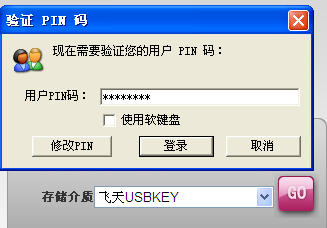 验证 PIN 码
现在需要验证您的用户 PIN 码：
用户PIN码： ********
使用软键盘
修改PIN 登录 取消
存储介质 飞天USBKEY GO